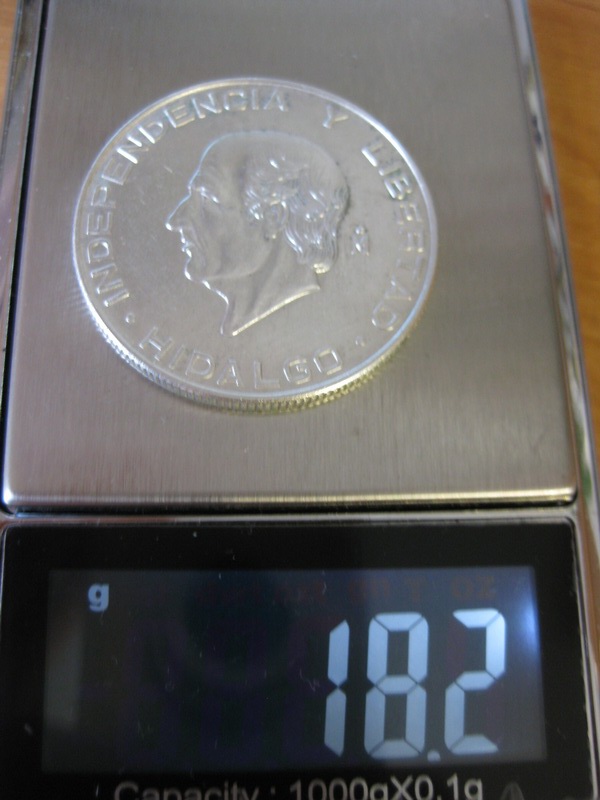 INDEPENDENCIA Y LIBERTAD
· HIDALGO ·
M
g
18.2
Capacity : 1000gX0.1g